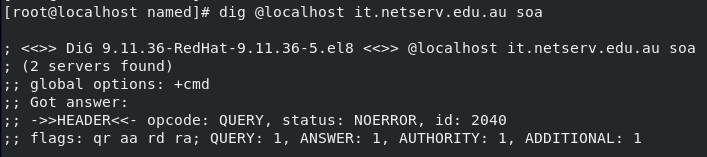 [root@localhost named]# dig @localhost it.netserv.edu.au soa
; <<>> DiG 9.11.36-RedHat-9.11.36-5.el8 <<>> @localhost it.netserv.edu.au soa
; (2 servers found)
;; global options: +cmd
;; Got answer:
;; ->>HEADER<<- opcode: QUERY, status: NOERROR, id: 2040
;; flags: qr aa rd ra; QUERY: 1, ANSWER: 1, AUTHORITY: 1, ADDITIONAL: 1